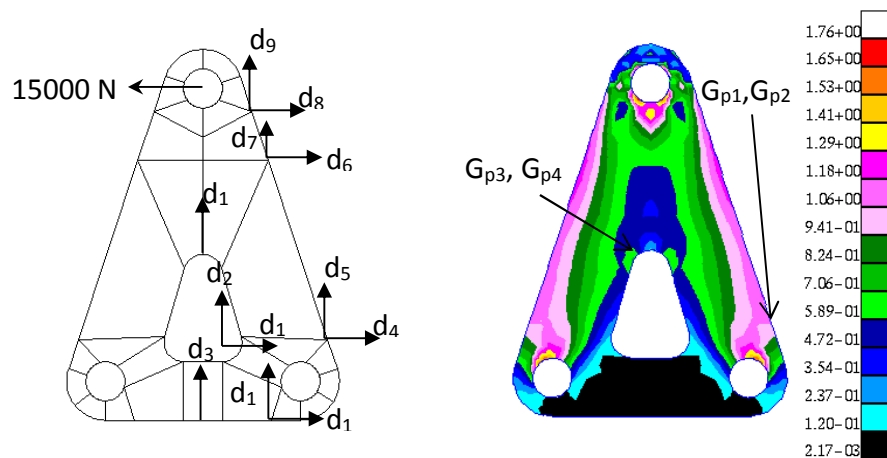 d9
15000 N
d8
d7
d6
d1
d2
d5
d1
d4
d3
d1
d1
Gp1,Gp2
Gp3, Gp4
1.76+00
1.65+00
1.53+00
1.41+00
1.29+00
1.18+00
1.06+00
9.41-01
8.24-01
7.06-01
5.89-01
4.72-01
3.54-01
2.37-01
1.20-01
2.17-03